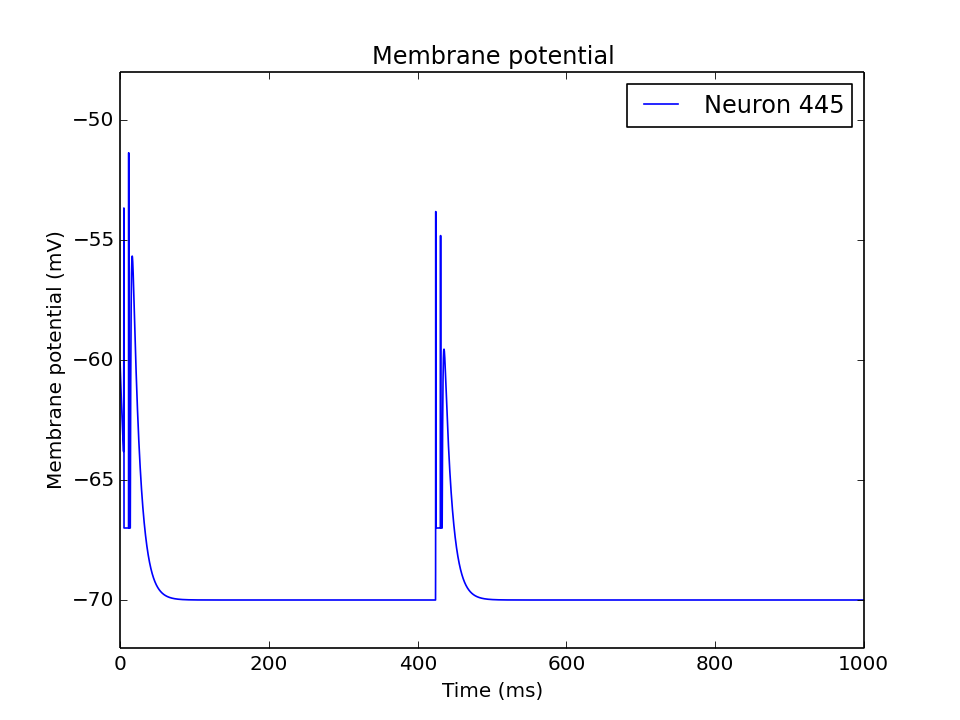 Membrane potential
Neuron 445
Membrane potential (mV)
−50
−55
−60
−65
−70
0 200 400 600 800 1000
Time (ms)